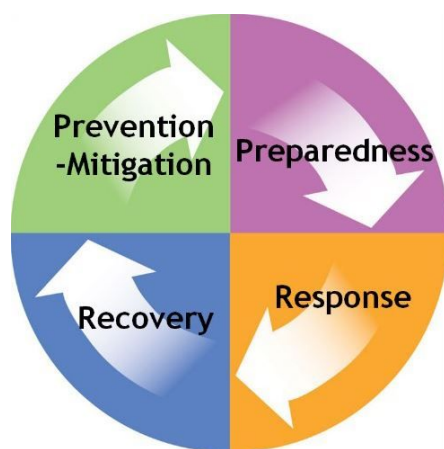 Prevention
-Mitigation
Preparedness
Response
Recovery